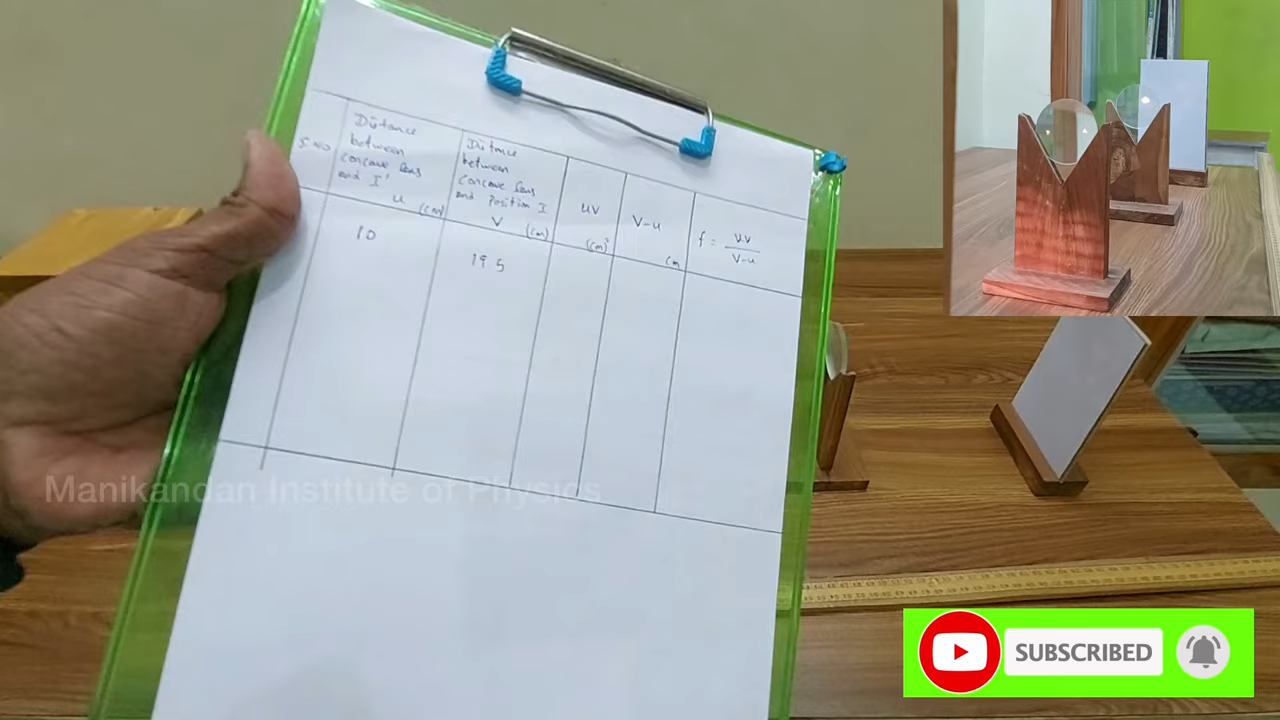 S.NO
Distance
between
concave lens
and I'
u (cm)
Distance
between
concave lens
and position I
V (cm)
uv
(cm)²
V-u
cm
f = uv
V-u
10
19 5
Manikandan Institute of Physics
SUBSCRIBED